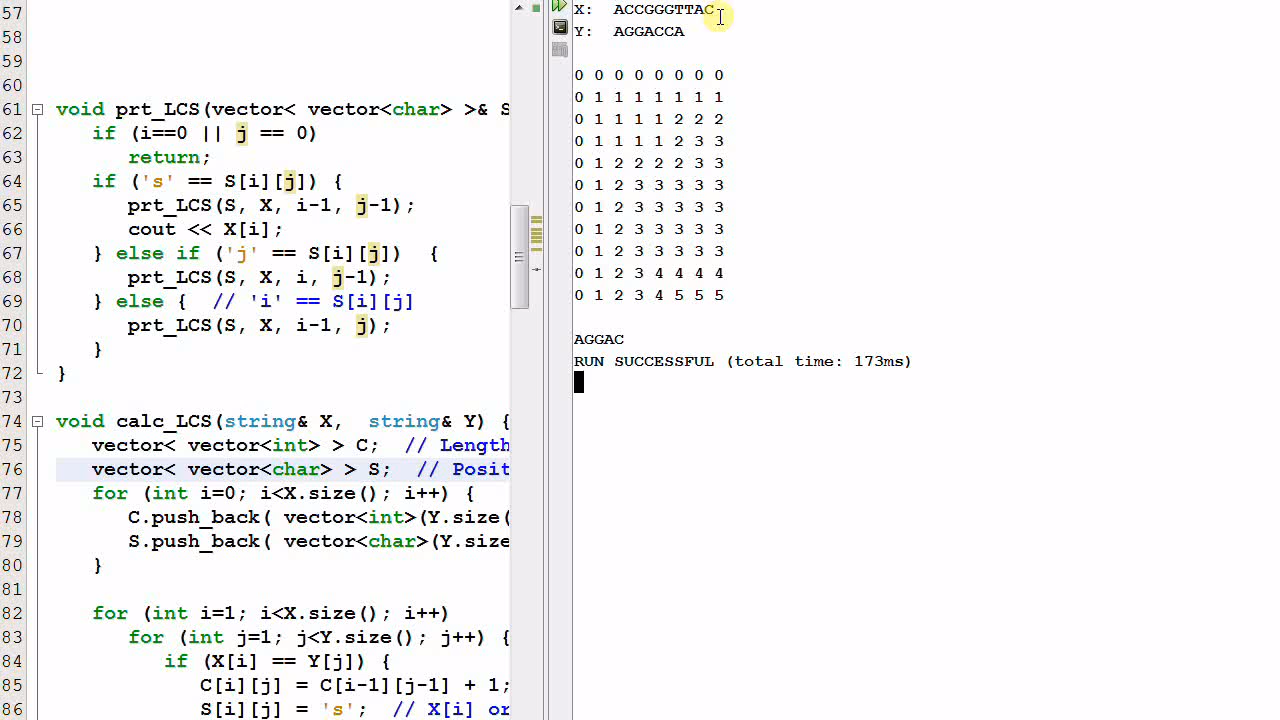 57
58
59
60
61 void prt_LCS(vector< vector<char> >& S
62 if (i==0 || j == 0)
63 return;
64 if ('s' == S[i][j]) {
65 prt_LCS(S, X, i-1, j-1);
66 cout << X[i];
67 } else if ('j' == S[i][j]) {
68 prt_LCS(S, X, i, j-1);
69 } else { // 'i' == S[i][j]
70 prt_LCS(S, X, i-1, j);
71 }
72 }
73
74 void calc_LCS(string& X, string& Y) {
75 vector< vector<int> > C; // Length
76 vector< vector<char> > S; // Posit
77 for (int i=0; i<X.size(); i++) {
78 C.push_back( vector<int>(Y.size(
79 S.push_back( vector<char>(Y.size
80 }
81
82 for (int i=1; i<X.size(); i++)
83 for (int j=1; j<Y.size(); j++) {
84 if (X[i] == Y[j]) {
85 C[i][j] = C[i-1][j-1] + 1;
86 S[i][j] = 's'; // X[i] or
X: ACCGGGTTAC
Y: AGGACCA
0 0 0 0 0 0 0 0
0 1 1 1 1 1 1 1
0 1 1 1 1 2 2 2
0 1 1 1 1 2 3 3
0 1 2 2 2 2 3 3
0 1 2 3 3 3 3 3
0 1 2 3 3 3 3 3
0 1 2 3 3 3 3 3
0 1 2 3 3 3 3 3
0 1 2 3 4 4 4 4
0 1 2 3 4 5 5 5
AGGAC
RUN SUCCESSFUL (total time: 173ms)